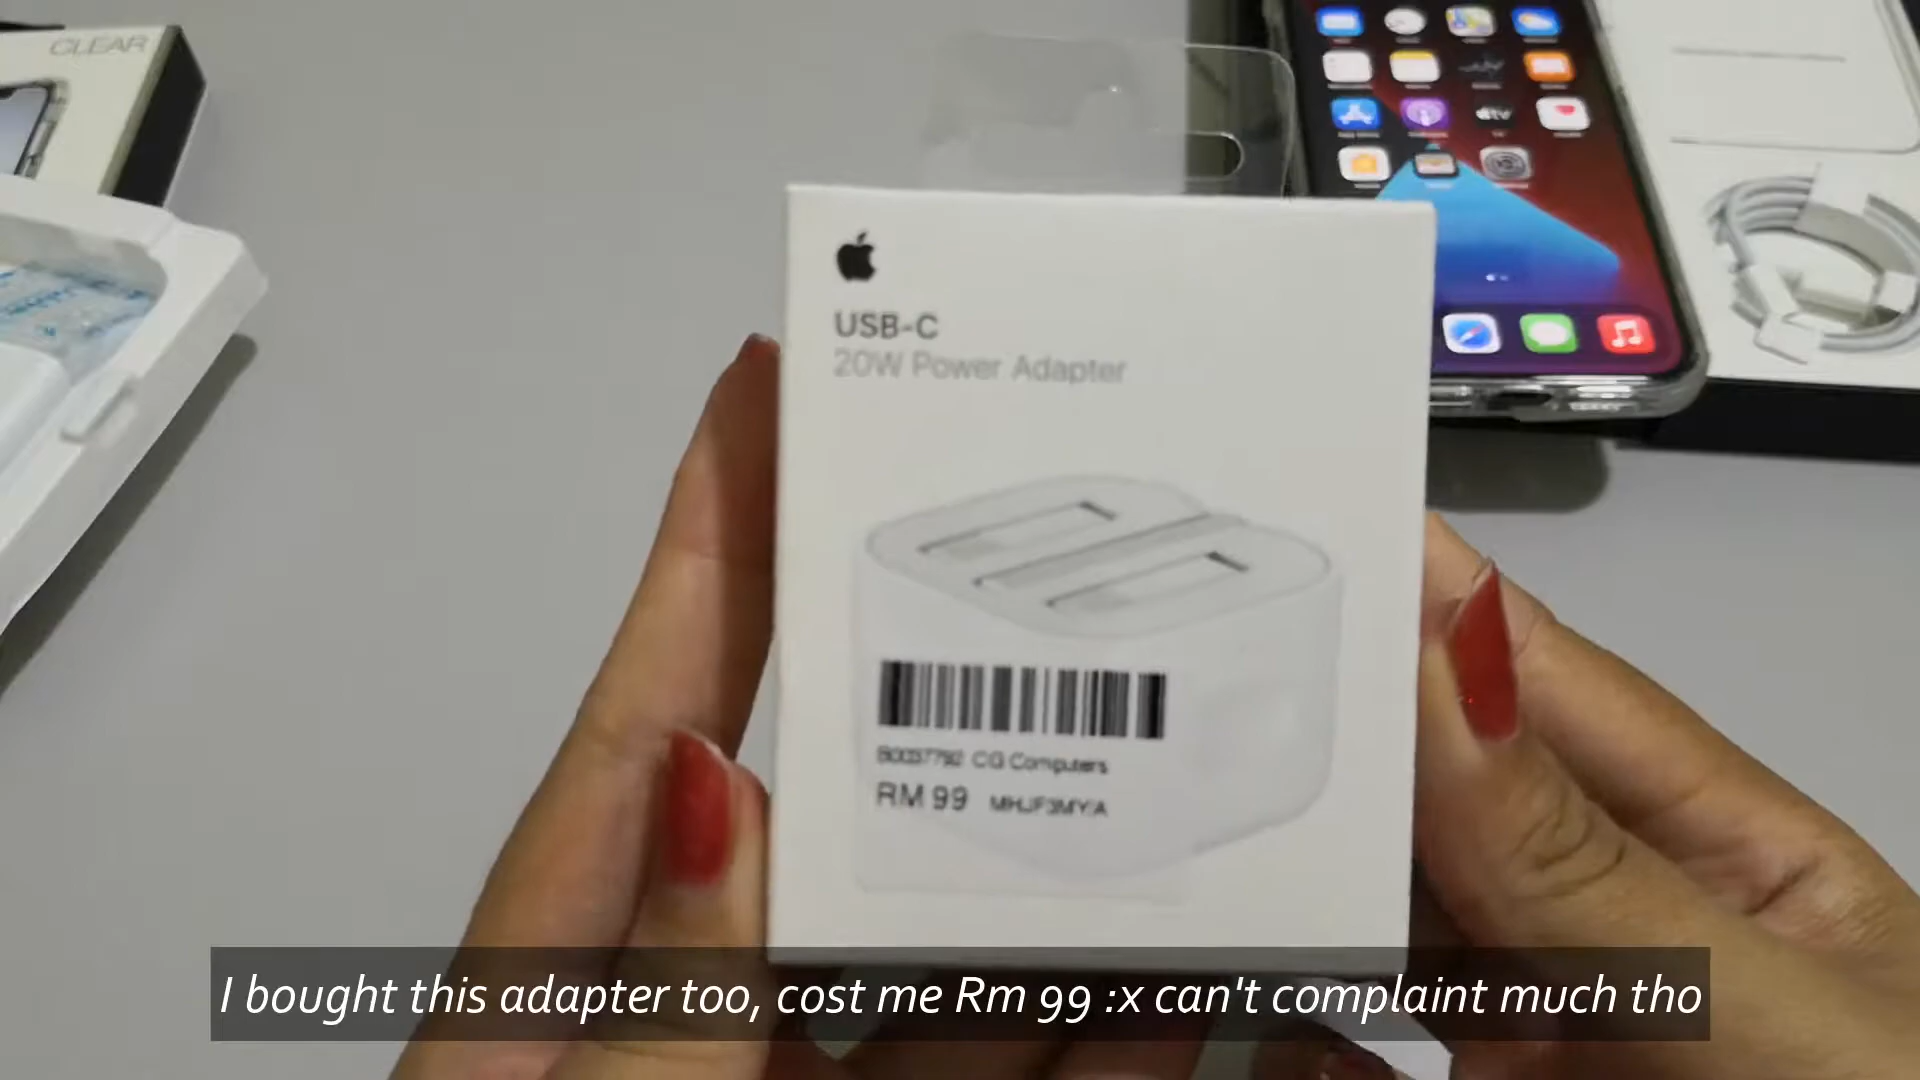 CLEAR
USB-C
20W Power Adapter
CG Computers
RM 99 MHJF3MY/A
I bought this adapter too, cost me Rm 99 :x can't complaint much tho